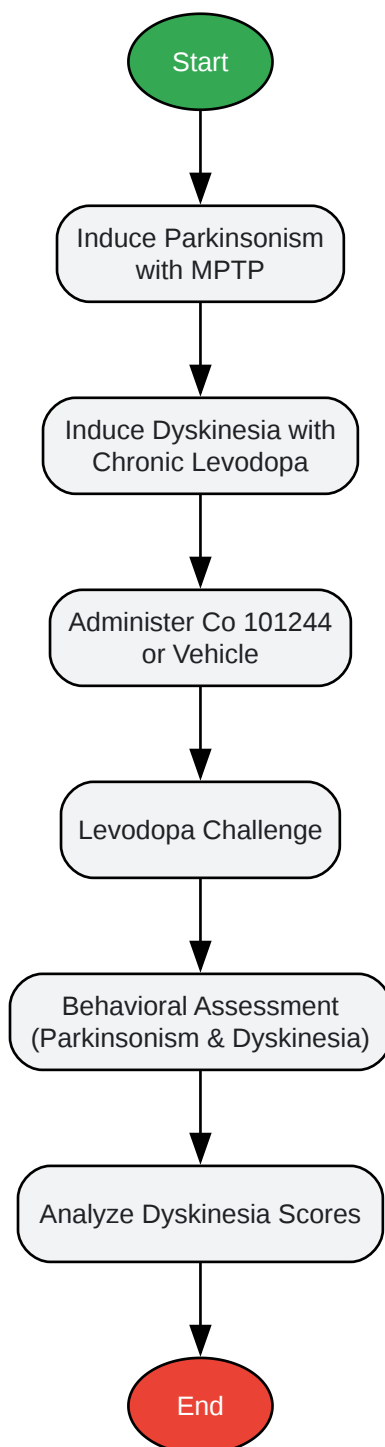 Start
Induce Parkinsonism
with MPTP
Induce Dyskinesia with
Chronic Levodopa
Administer Co 101244
or Vehicle
Levodopa Challenge
Behavioral Assessment
(Parkinsonism & Dyskinesia)
Analyze Dyskinesia Scores
End